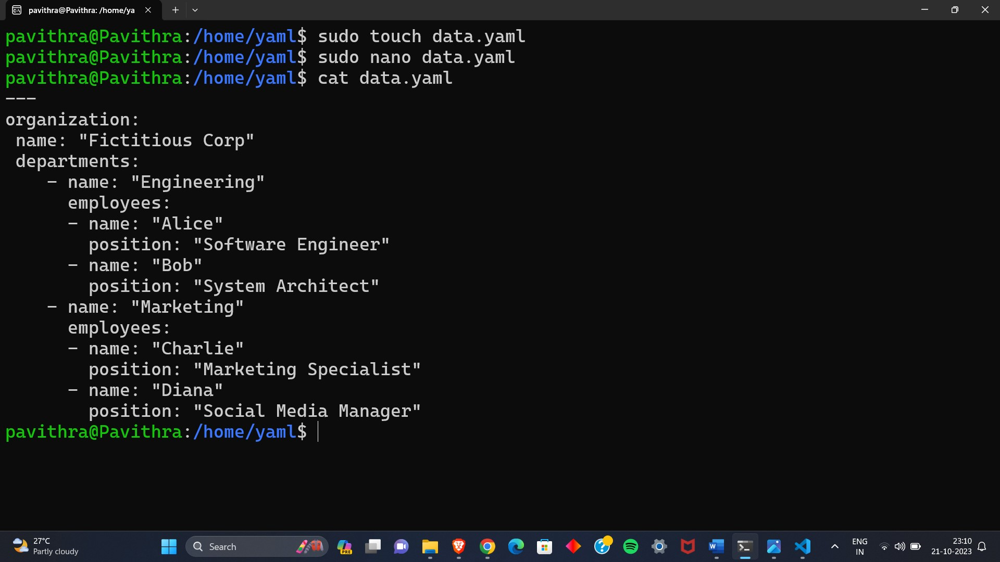 pavithra@Pavithra: /home/ya
pavithra@Pavithra:/home/yaml$ sudo touch data.yaml
pavithra@Pavithra:/home/yaml$ sudo nano data.yaml
pavithra@Pavithra:/home/yaml$ cat data.yaml
---
organization:
 name: "Fictitious Corp"
 departments:
    - name: "Engineering"
      employees:
      - name: "Alice"
        position: "Software Engineer"
      - name: "Bob"
        position: "System Architect"
    - name: "Marketing"
      employees:
      - name: "Charlie"
        position: "Marketing Specialist"
      - name: "Diana"
        position: "Social Media Manager"
pavithra@Pavithra:/home/yaml$
27°C
Partly cloudy
Search
PRE
W
ENG
IN
23:10
21-10-2023